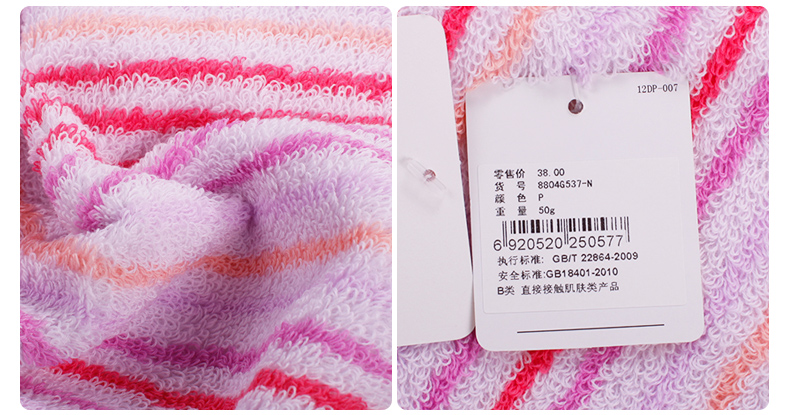 12DP-007
零售价 38.00
货 号 8804G537-N
颜 色 P
重 量 50g
6 920520 250577
执行标准: GB/T 22864-2009
安全标准:GB18401-2010
B类 直接接触肌肤类产品